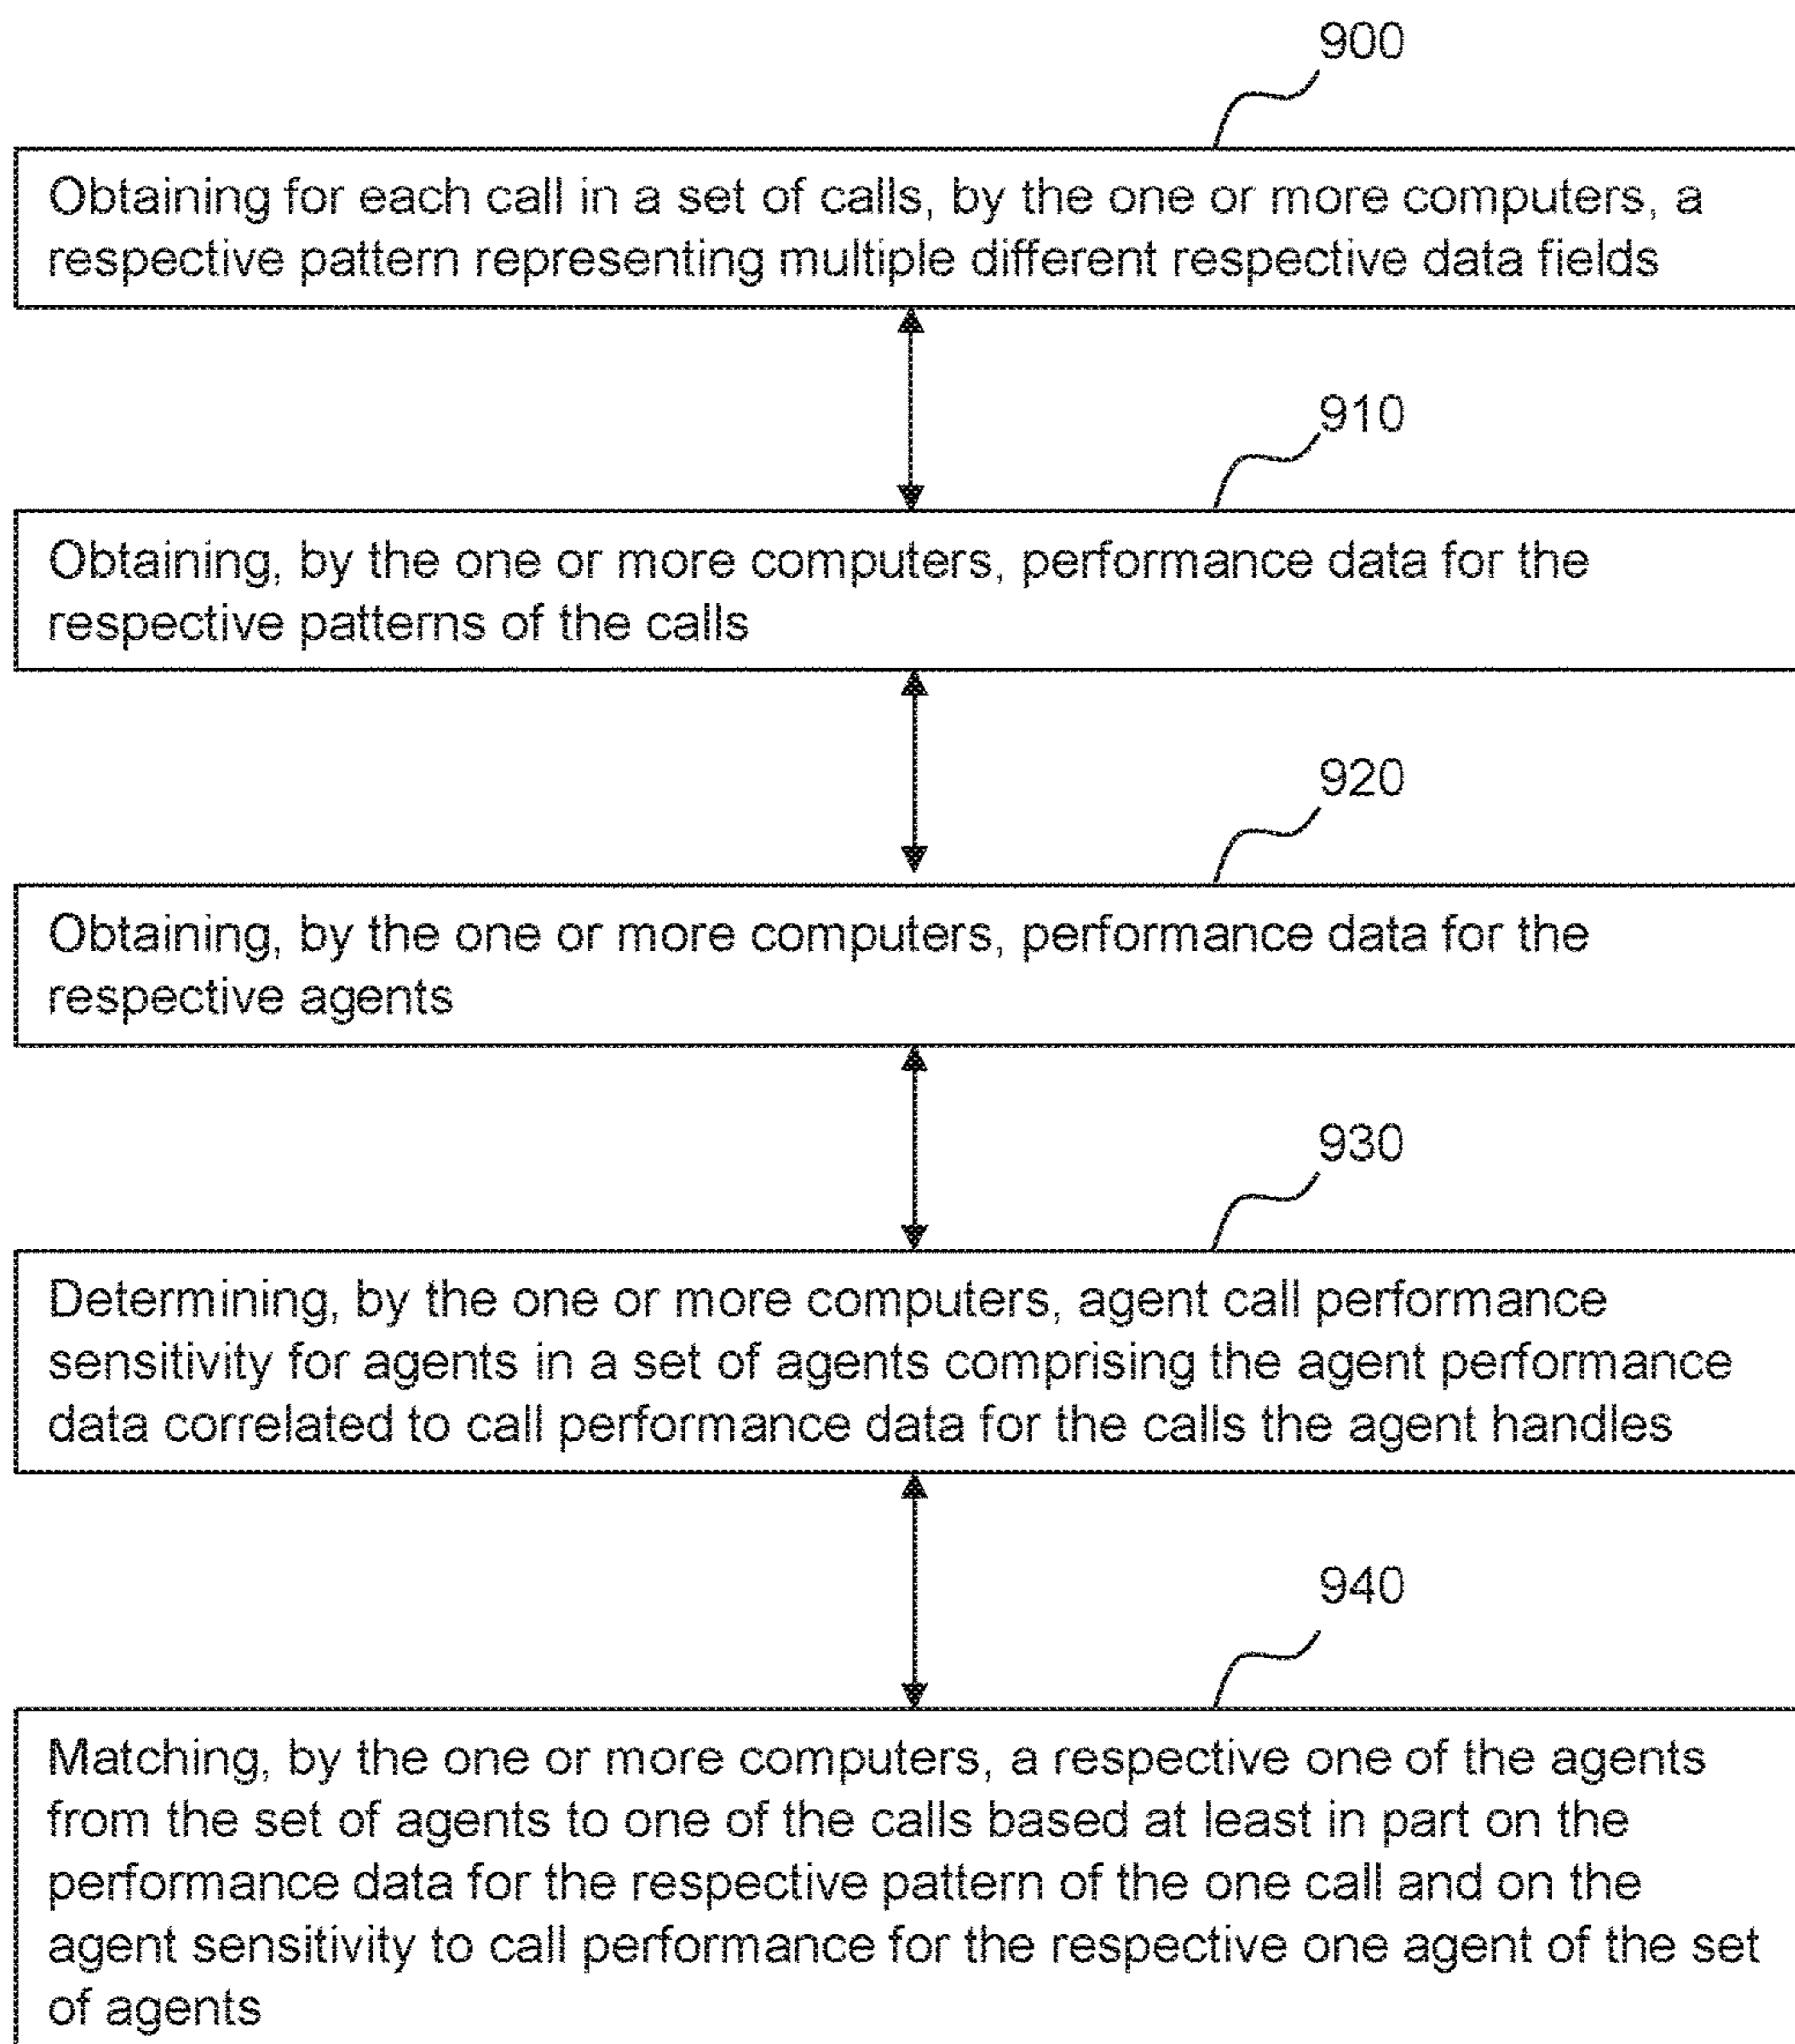 900
Obtaining for each call in a set of calls, by the one or more computers, a
respective pattern representing multiple different respective data fields
910
Obtaining, by the one or more computers, performance data for the
respective patterns of the calls
920
Obtaining, by the one or more computers, performance data for the
respective agents
930
Determining, by the one or more computers, agent call performance
sensitivity for agents in a set of agents comprising the agent performance
data correlated to call performance data for the calls the agent handles
940
Matching, by the one or more computers, a respective one of the agents
from the set of agents to one of the calls based at least in part on the
performance data for the respective pattern of the one call and on the
agent sensitivity to call performance for the respective one agent of the set
of agents